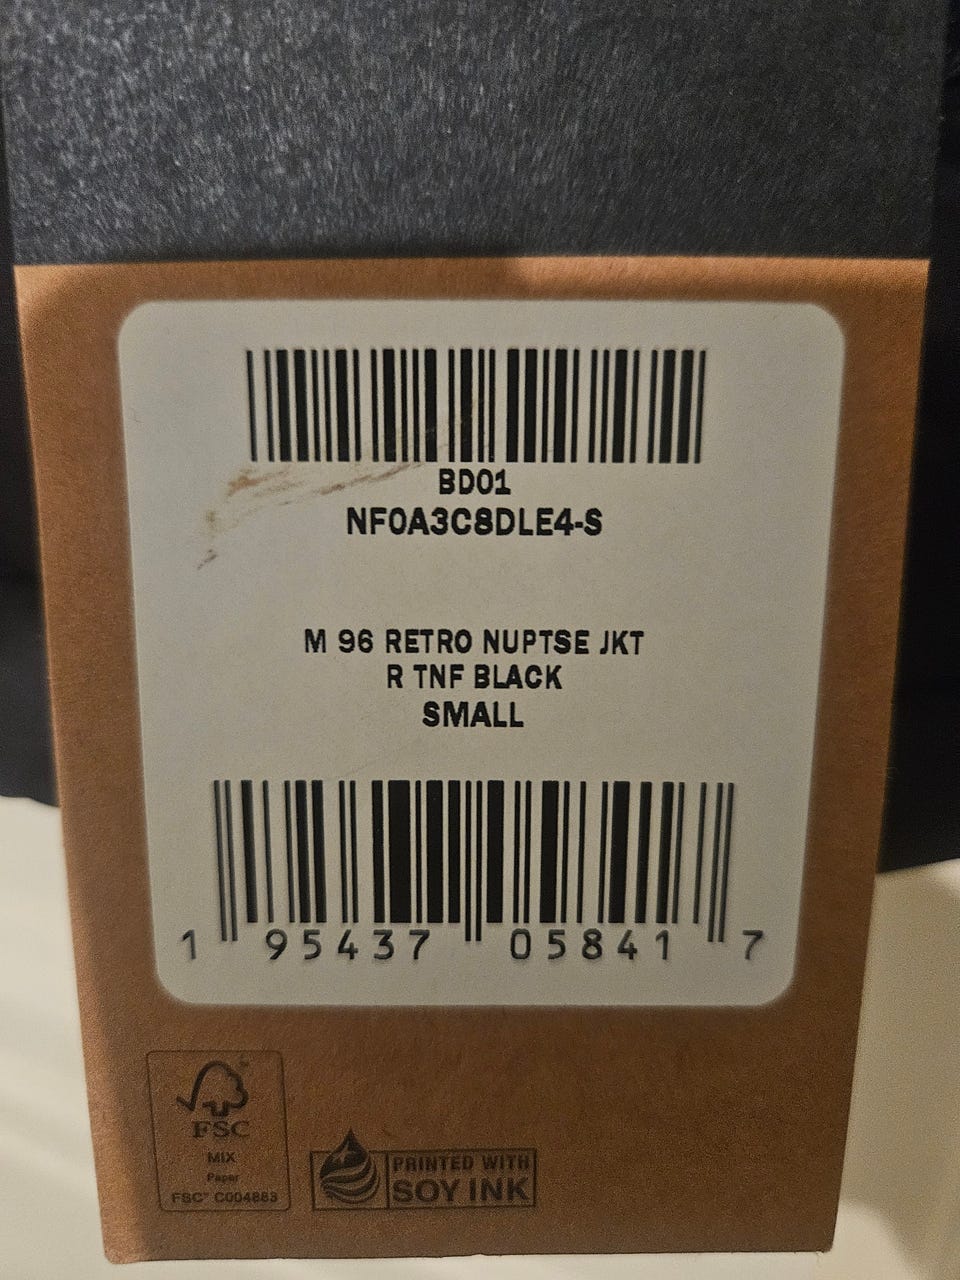 BD01
NF0A3C8DLE4-S
M 96 RETRO NUPTSE JKT
R TNF BLACK
SMALL
1 95437 05841 7
FSC
MIX
Paper
FSC® C004883
PRINTED WITH
SOY INK